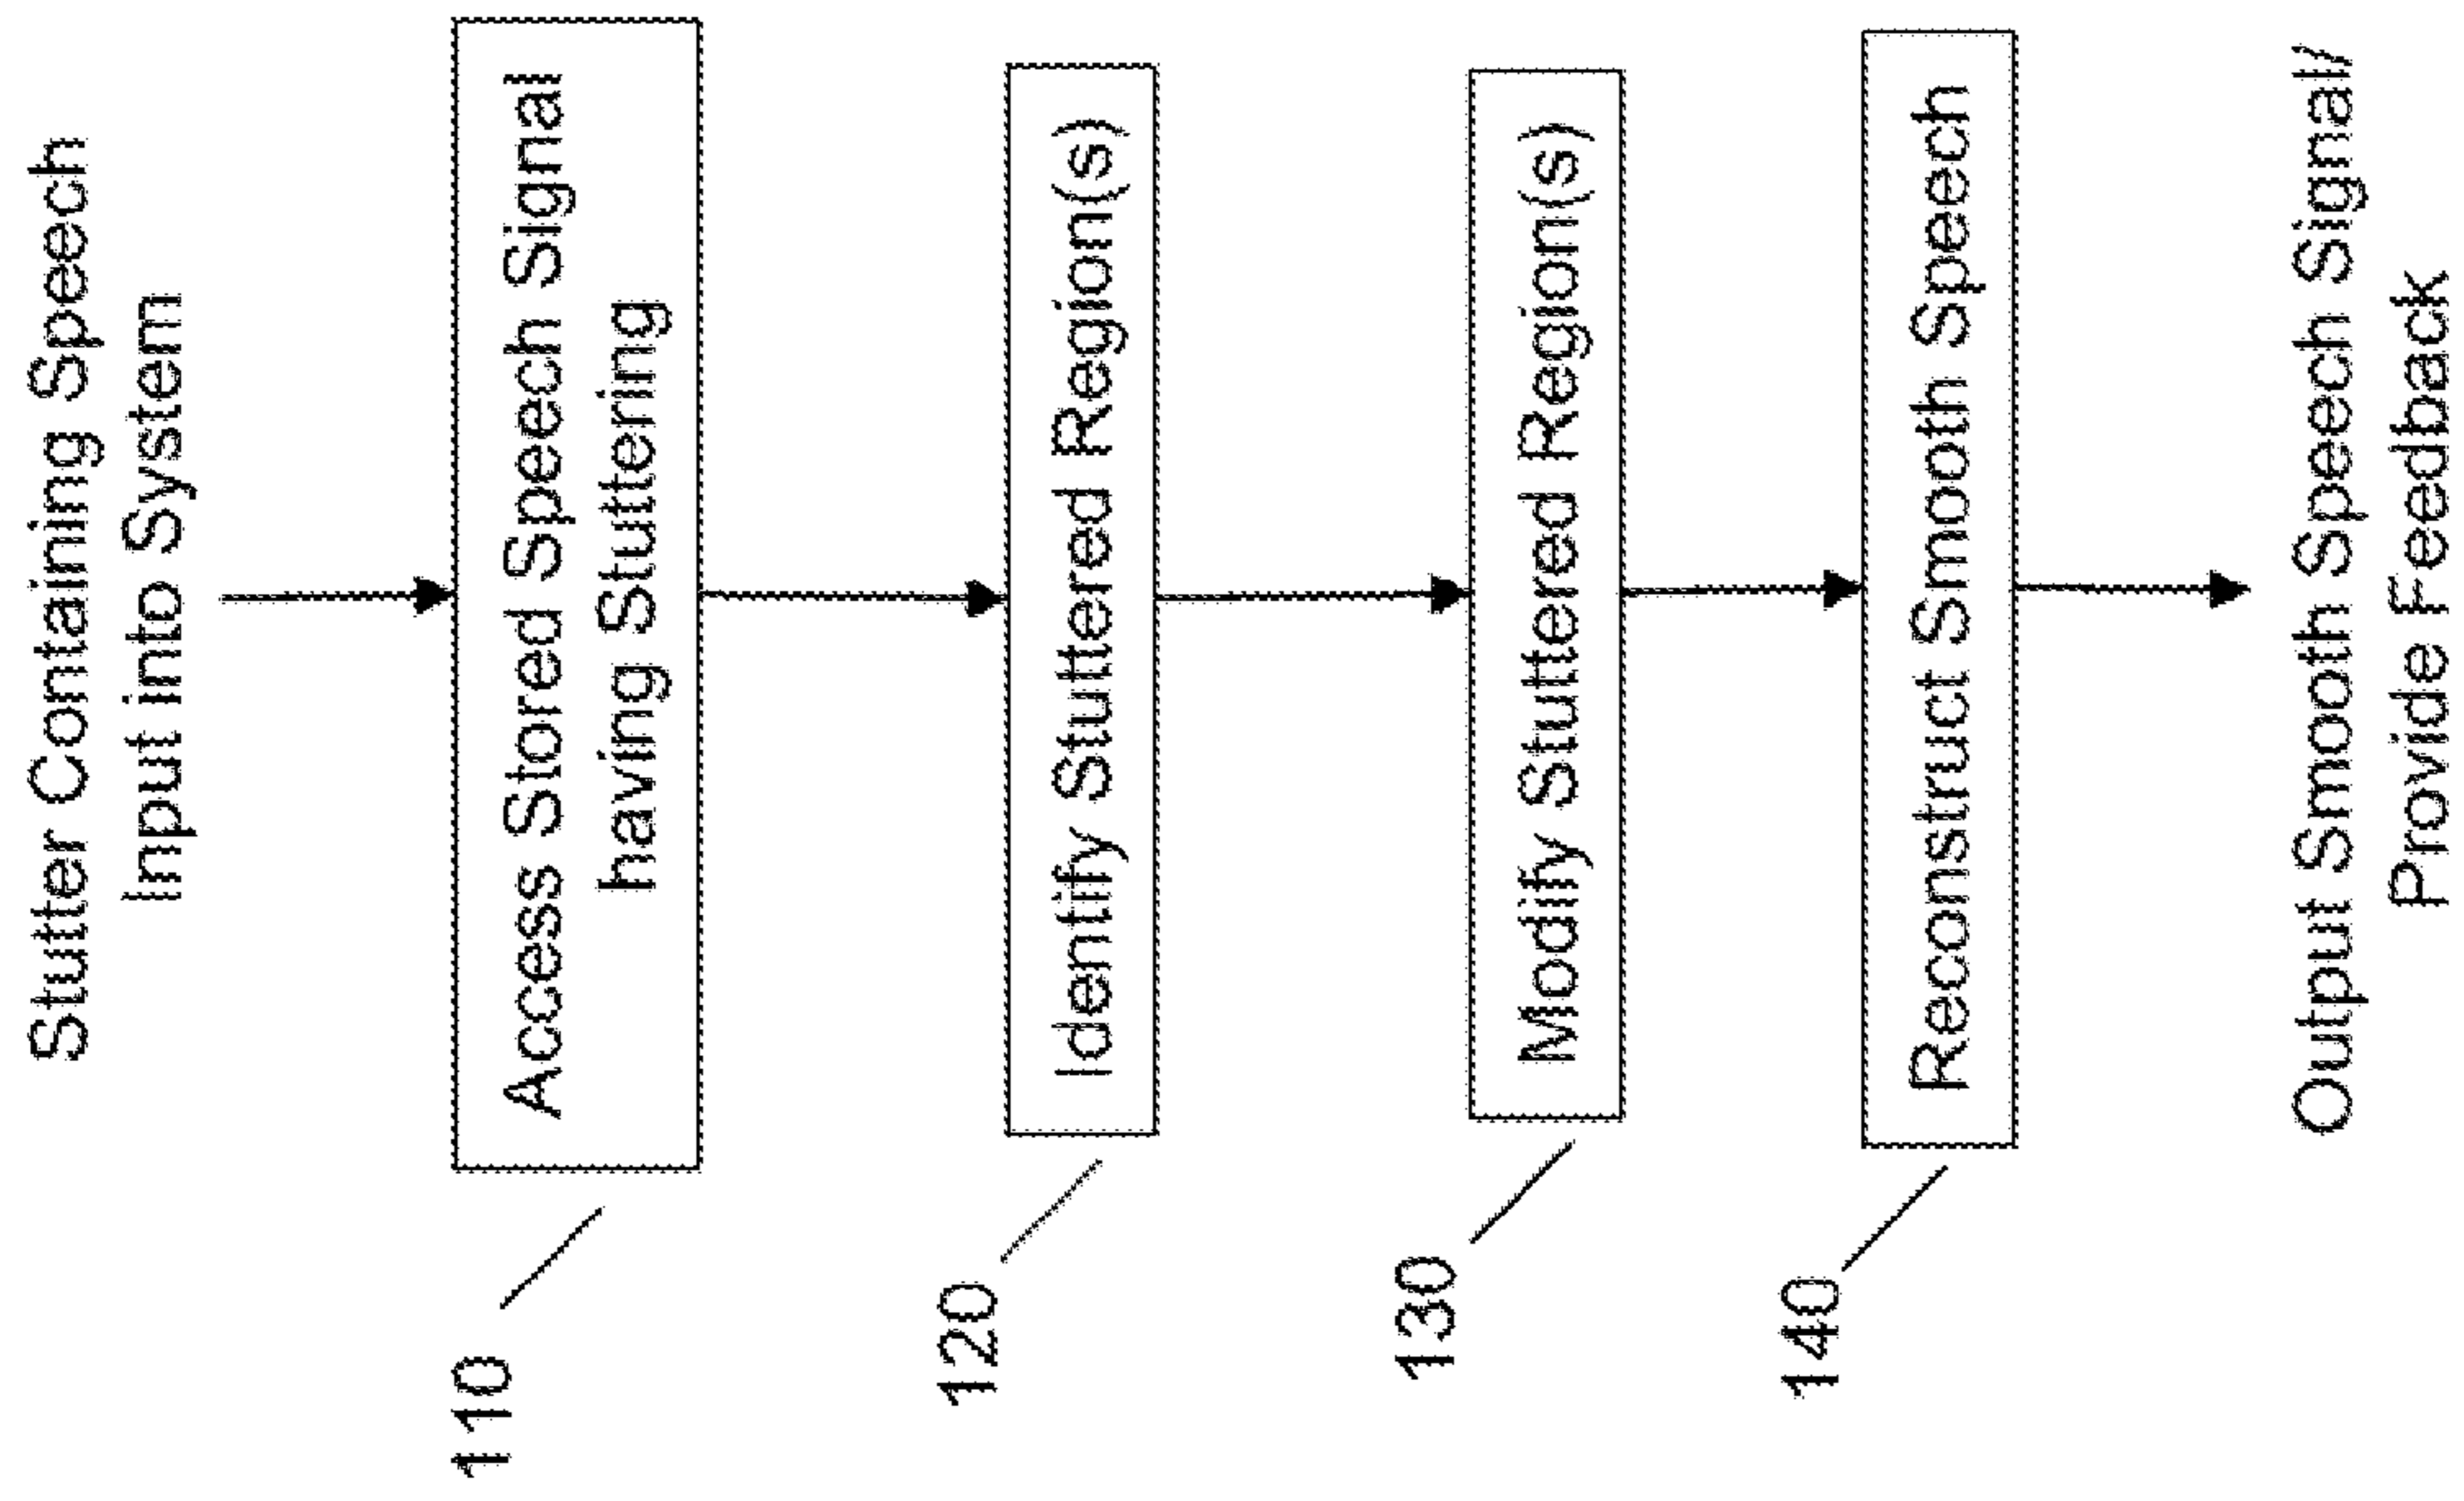 Stutter Containing Speech
Input into System
110
Access Stored Speech Signal
having Stuttering
120
Identify Stuttered Region(s)
130
Modify Stuttered Region(s)
140
Reconstruct Smooth Speech
Output Smooth Speech Signal/
Provide Feedback